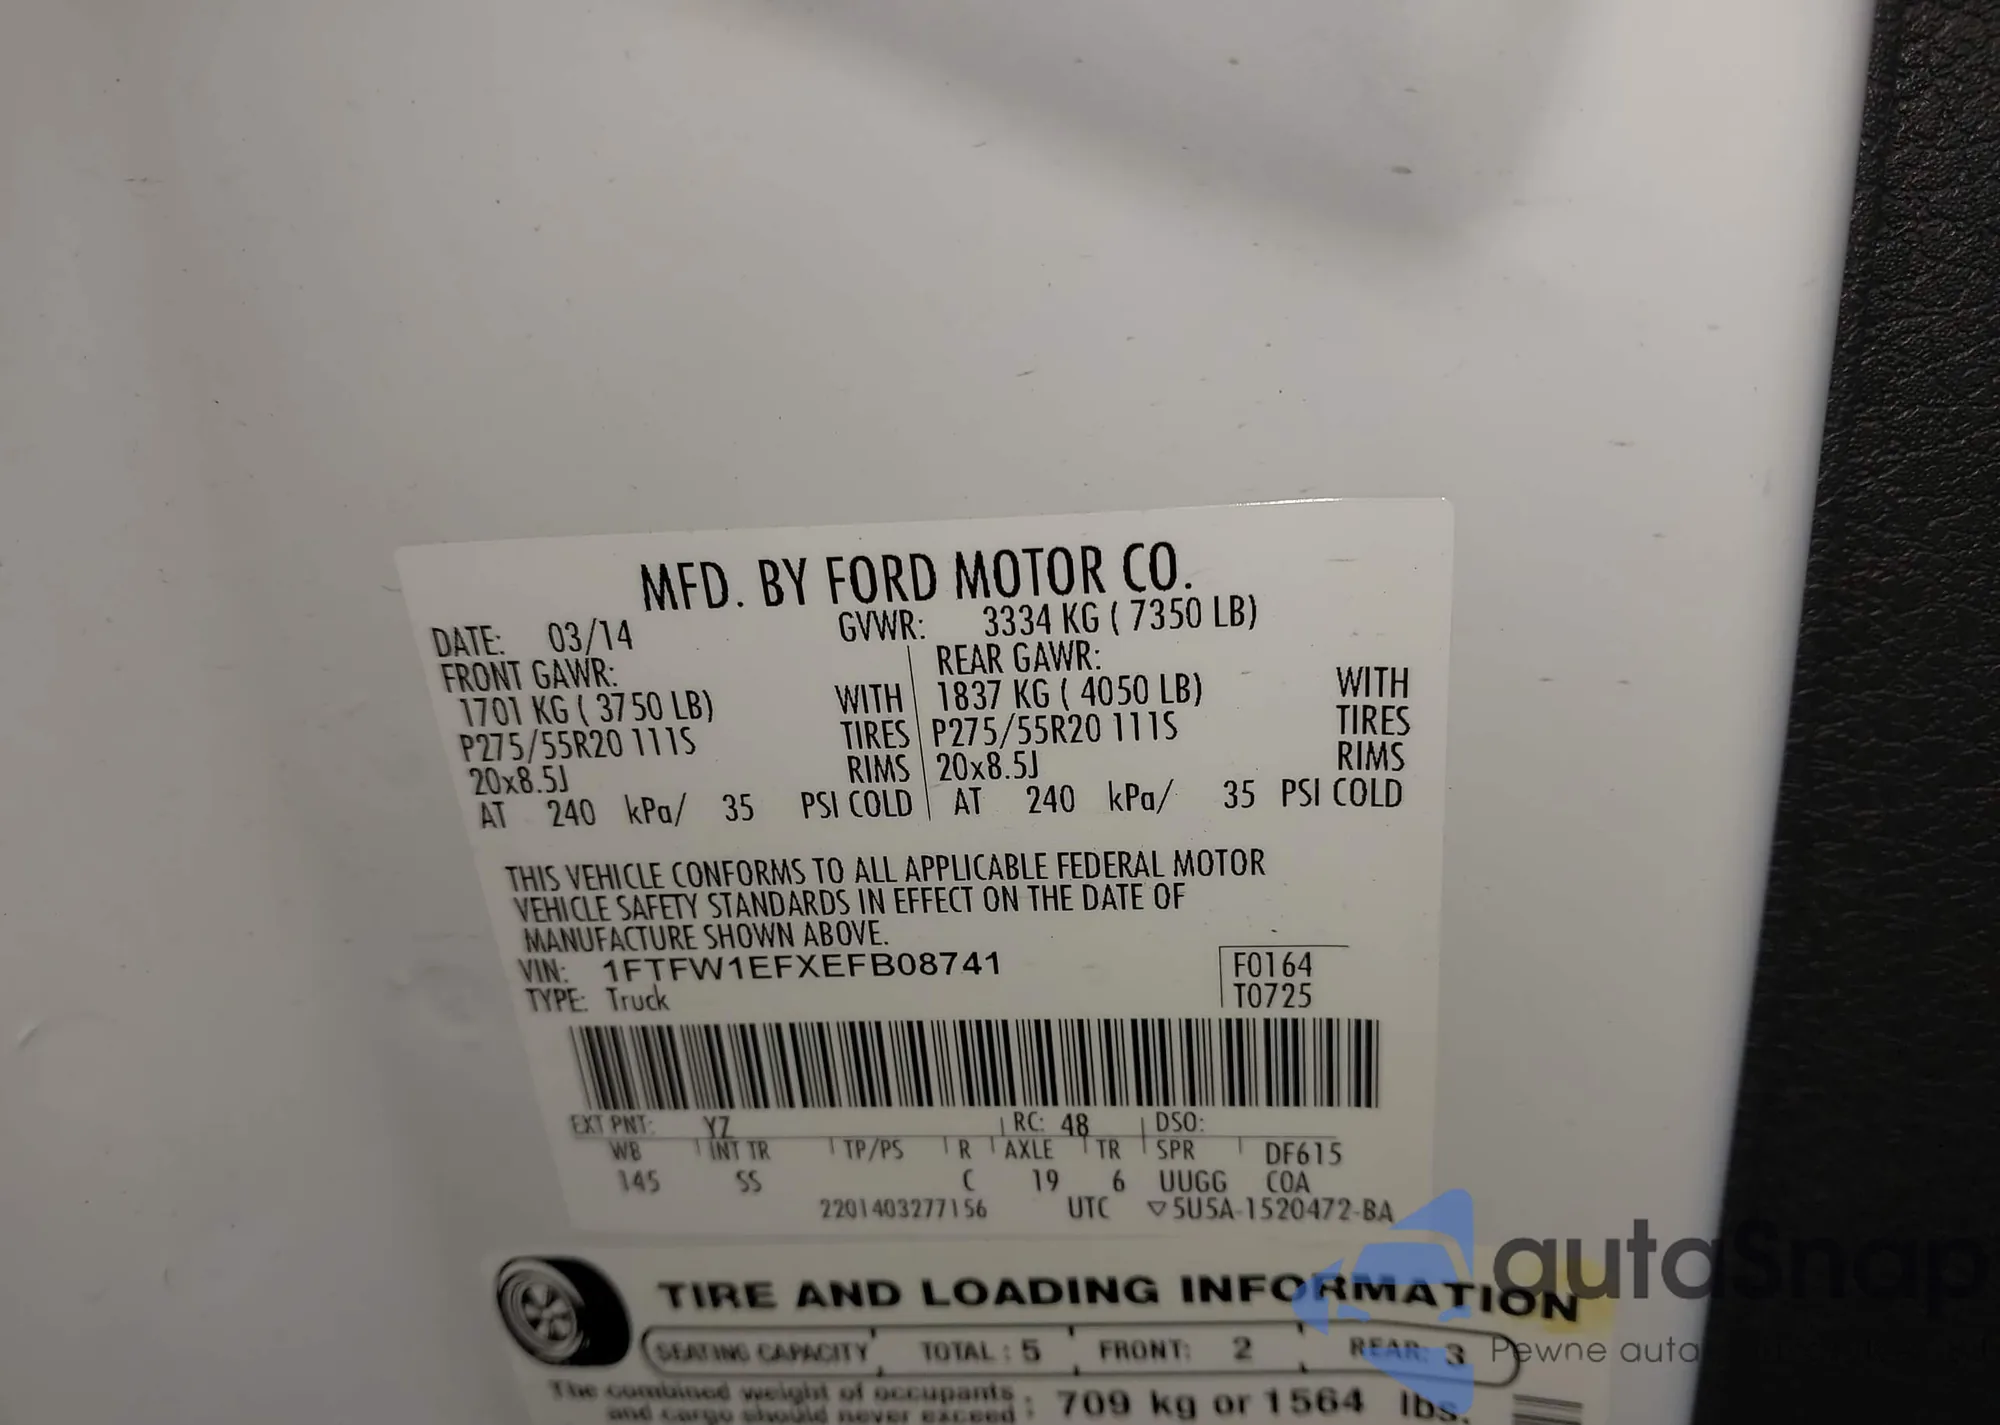 MFD. BY FORD MOTOR CO.
DATE: 03/14 GVWR: 3334 KG ( 7350 LB)
FRONT GAWR: REAR GAWR:
1701 KG ( 3750 LB) WITH 1837 KG ( 4050 LB) WITH
P275/55R20 111S TIRES P275/55R20 111S TIRES
20x8.5J RIMS 20x8.5J RIMS
AT 240 kPa/ 35 PSI COLD AT 240 kPa/ 35 PSI COLD
THIS VEHICLE CONFORMS TO ALL APPLICABLE FEDERAL MOTOR
VEHICLE SAFETY STANDARDS IN EFFECT ON THE DATE OF
MANUFACTURE SHOWN ABOVE.
VIN: 1FTFW1EFXEFB08741 F0164
TYPE: Truck T0725
EXT PNT: YZ RC: 48 DSO:
WB INT TR TP/PS R AXLE TR SPR DF615
145 SS C 19 6 UUGG COA
2201403277156 UTC ▽5U5A-1520472-BA
TIRE AND LOADING INFORMATION
SEATING CAPACITY TOTAL : 5 FRONT: 2 REAR: 3
The combined weight of occupants
and cargo should never exceed : 709 kg or 1564 lbs.
autaSnap
Pewne auta